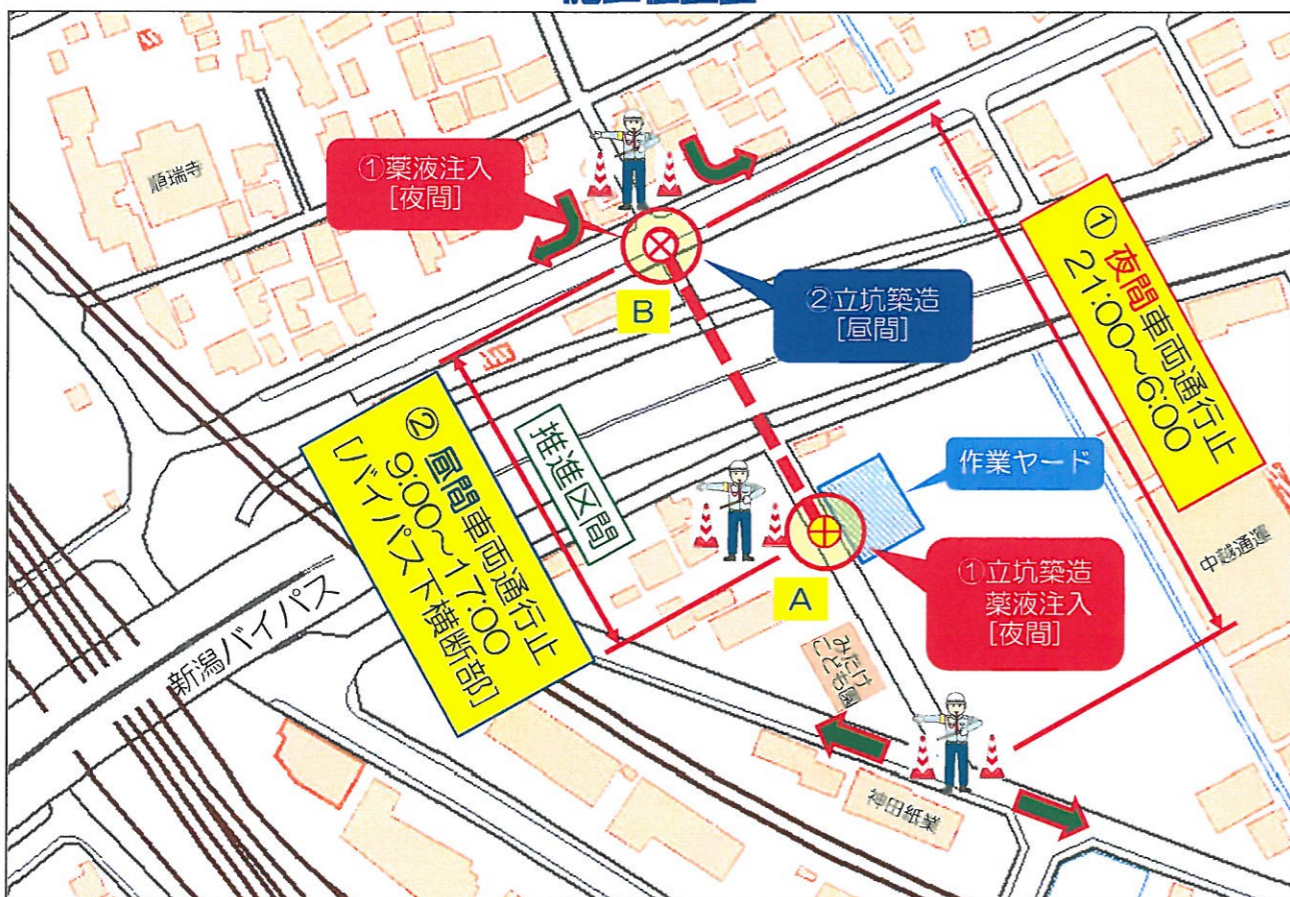 順瑞寺
①薬液注入
[夜間]
B
②立坑築造
[昼間]
① 夜間車両通行止
21:00～6:00
推進区間
② 昼間車両通行止
9:00～17:00
[バイパス下横断部]
作業ヤード
A
①立坑築造
薬液注入
[夜間]
中越通運
新潟バイパス
みたけ
こども園
神田紙業